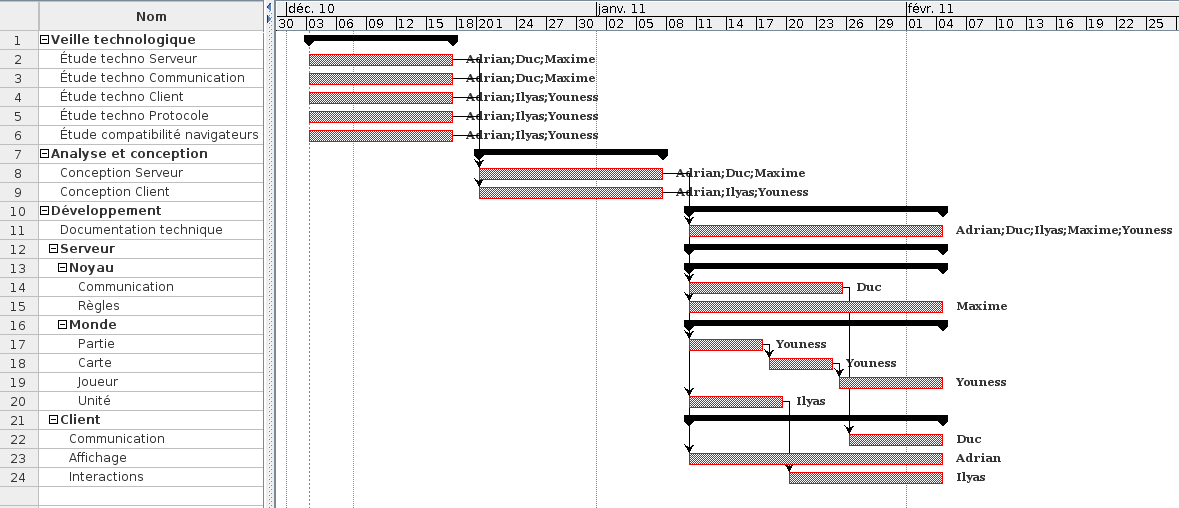 Nom
déc. 10 janv. 11 févr. 11
30 03 06 09 12 15 18 20 1 24 27 30 02 05 08 11 14 17 20 23 26 29 01 04 07 10 13 16 19 22 25
1 Veille technologique
2 Étude techno Serveur Adrian;Duc;Maxime
3 Étude techno Communication Adrian;Duc;Maxime
4 Étude techno Client Adrian;Ilyas;Youness
5 Étude techno Protocole Adrian;Ilyas;Youness
6 Étude compatibilité navigateurs Adrian;Ilyas;Youness
7 Analyse et conception
8 Conception Serveur Adrian;Duc;Maxime
9 Conception Client Adrian;Ilyas;Youness
10 Développement
11 Documentation technique Adrian;Duc;Ilyas;Maxime;Youness
12 Serveur
13 Noyau
14 Communication Duc
15 Règles Maxime
16 Monde
17 Partie Youness
18 Carte Youness
19 Joueur Youness
20 Unité Ilyas
21 Client
22 Communication Duc
23 Affichage Adrian
24 Interactions Ilyas